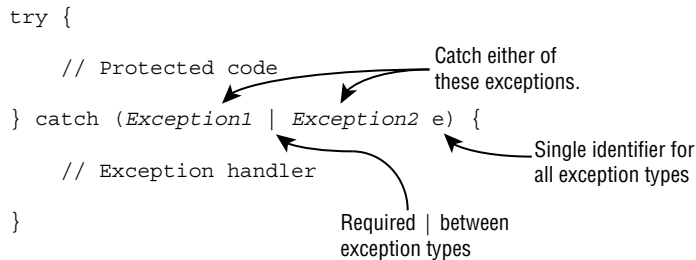 try {
// Protected code
Catch either of
these exceptions.
} catch (Exception1 | Exception2 e) {
Single identifier for
all exception types
// Exception handler
}
Required | between
exception types